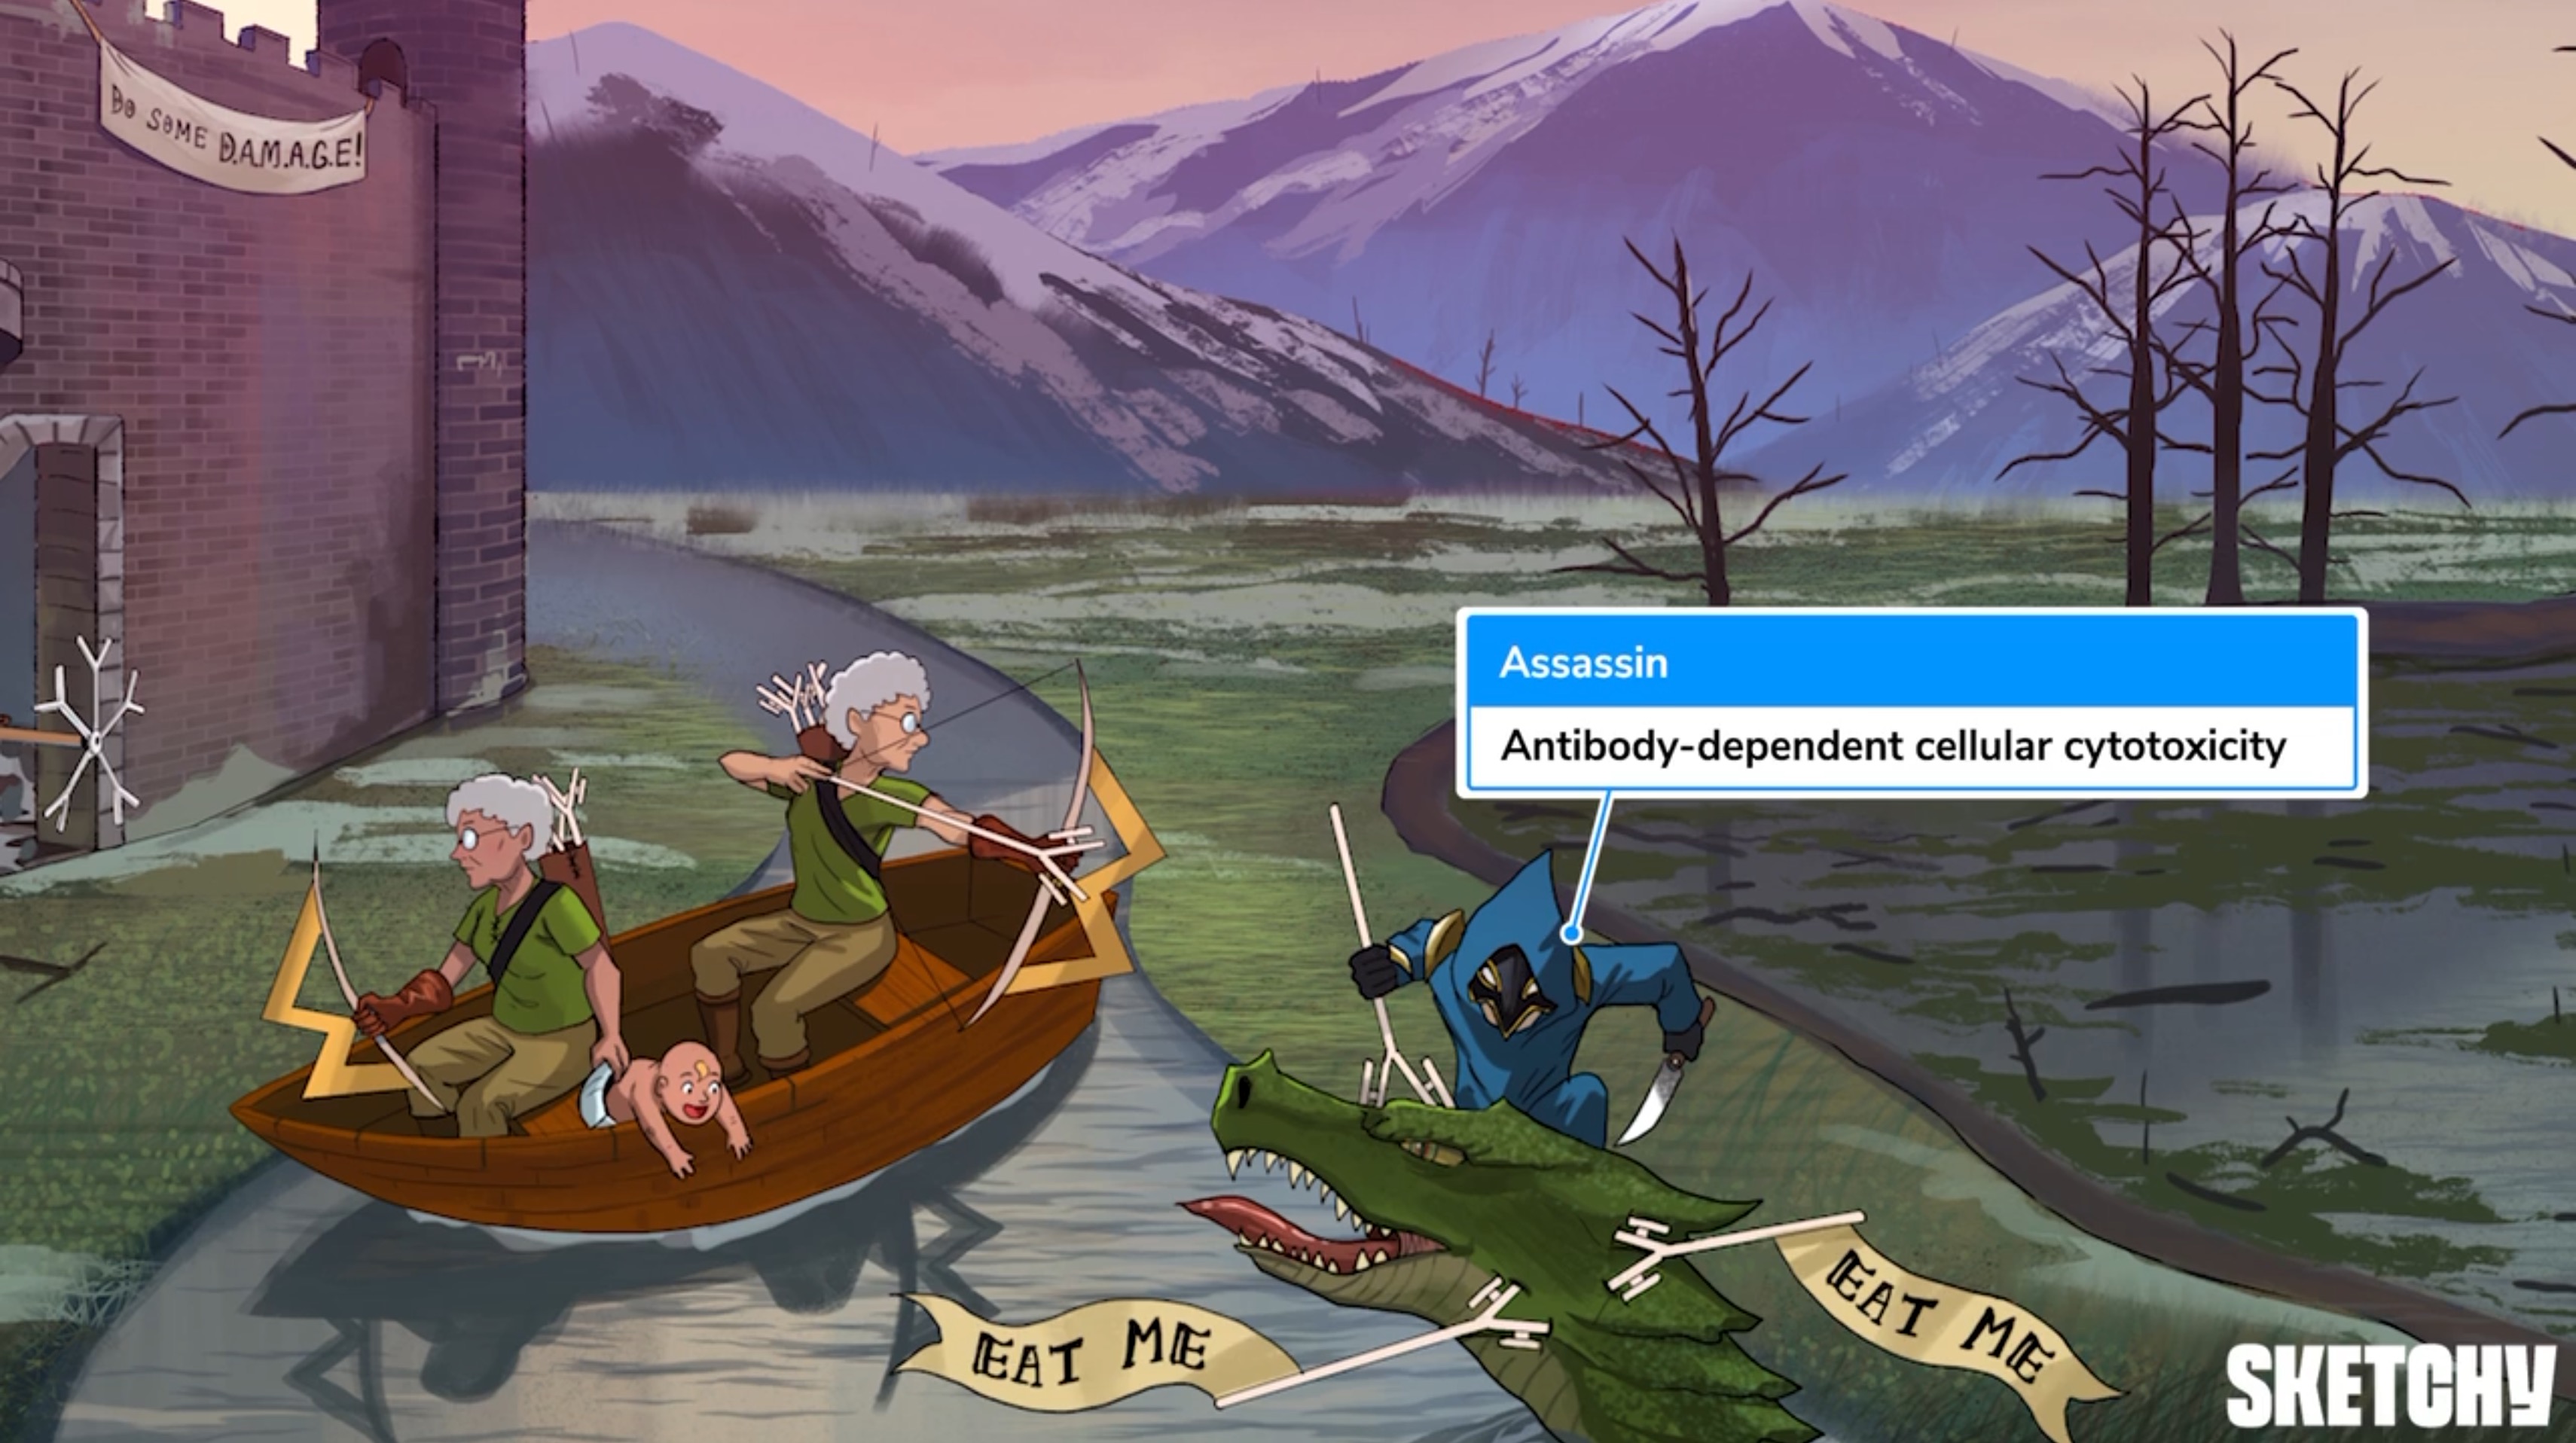 DO SOME D.A.M.A.G.E!
Assassin
Antibody-dependent cellular cytotoxicity
EAT ME
EAT ME
SKETCHY